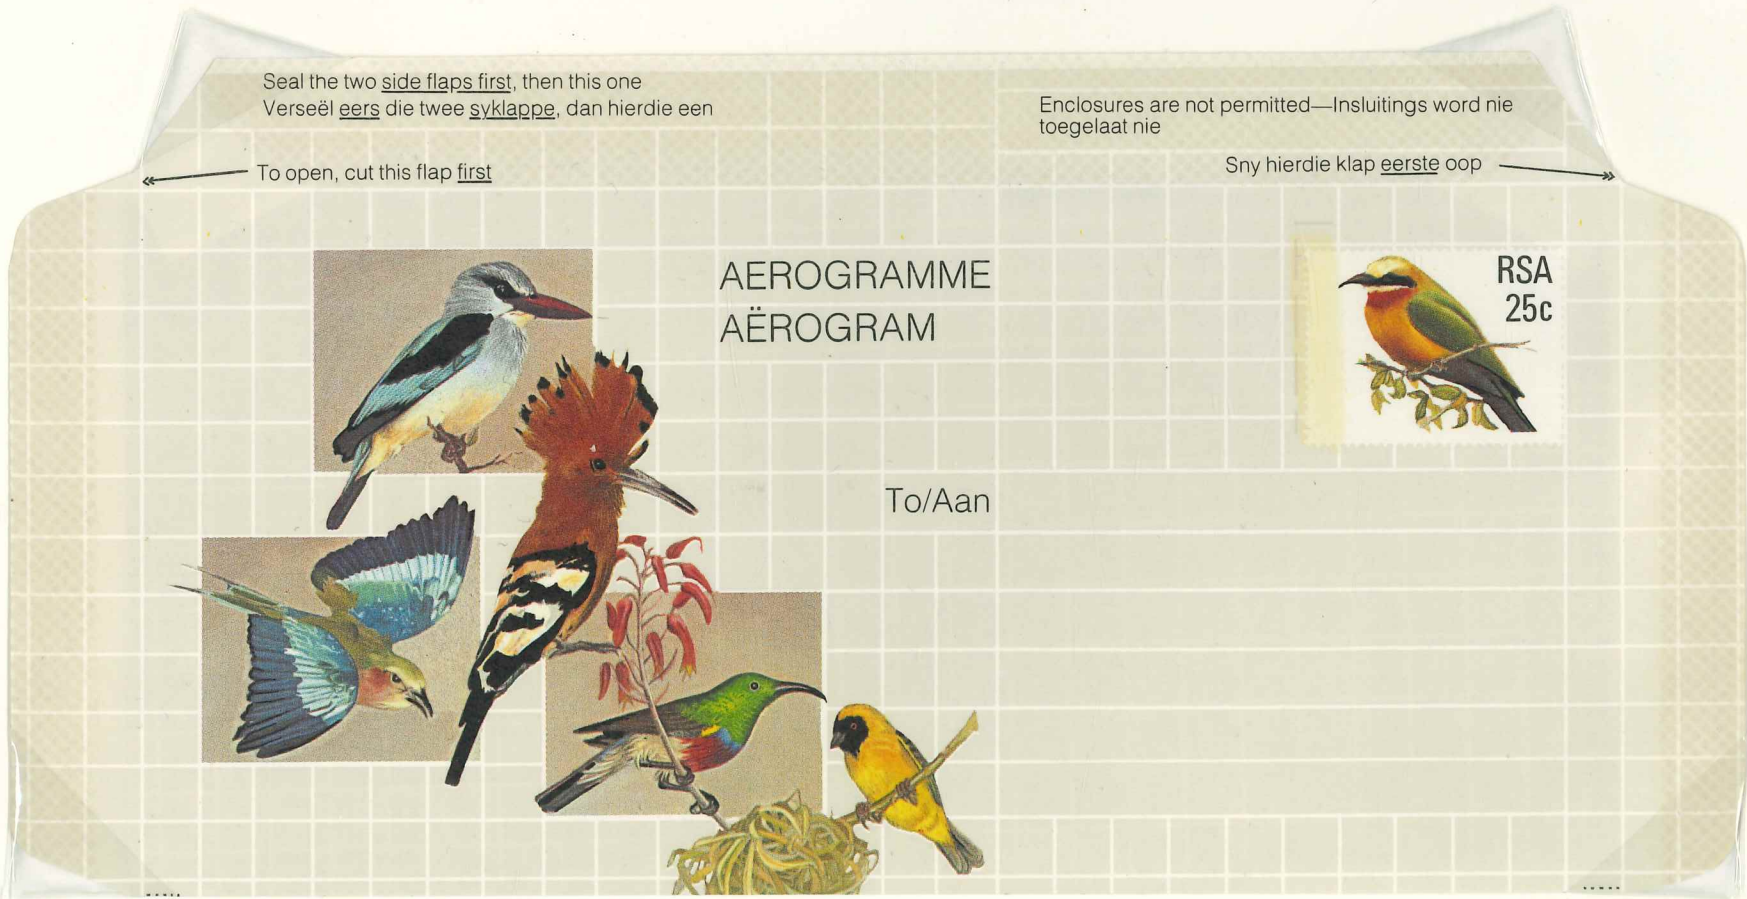 Seal the two side flaps first, then this one
Verseël eers die twee syklappe, dan hierdie een
Enclosures are not permitted—Insluitings word nie
toegelaat nie
To open, cut this flap first
Sny hierdie klap eerste oop
AEROGRAMME
AËROGRAM
RSA
25c
To/Aan